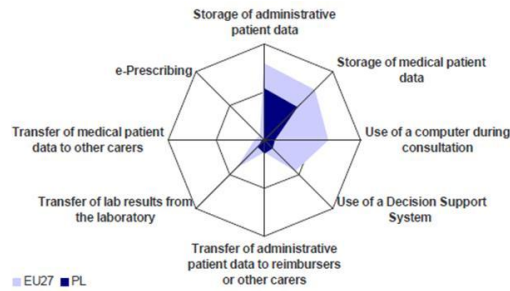 Storage of administrative
patient data
e-Prescribing
Storage of medical patient
data
Transfer of medical patient
data to other carers
Use of a computer during
consultation
Transfer of lab results from
the laboratory
Use of a Decision Support
System
Transfer of administrative
patient data to reimbursers
or other carers
EU27 PL